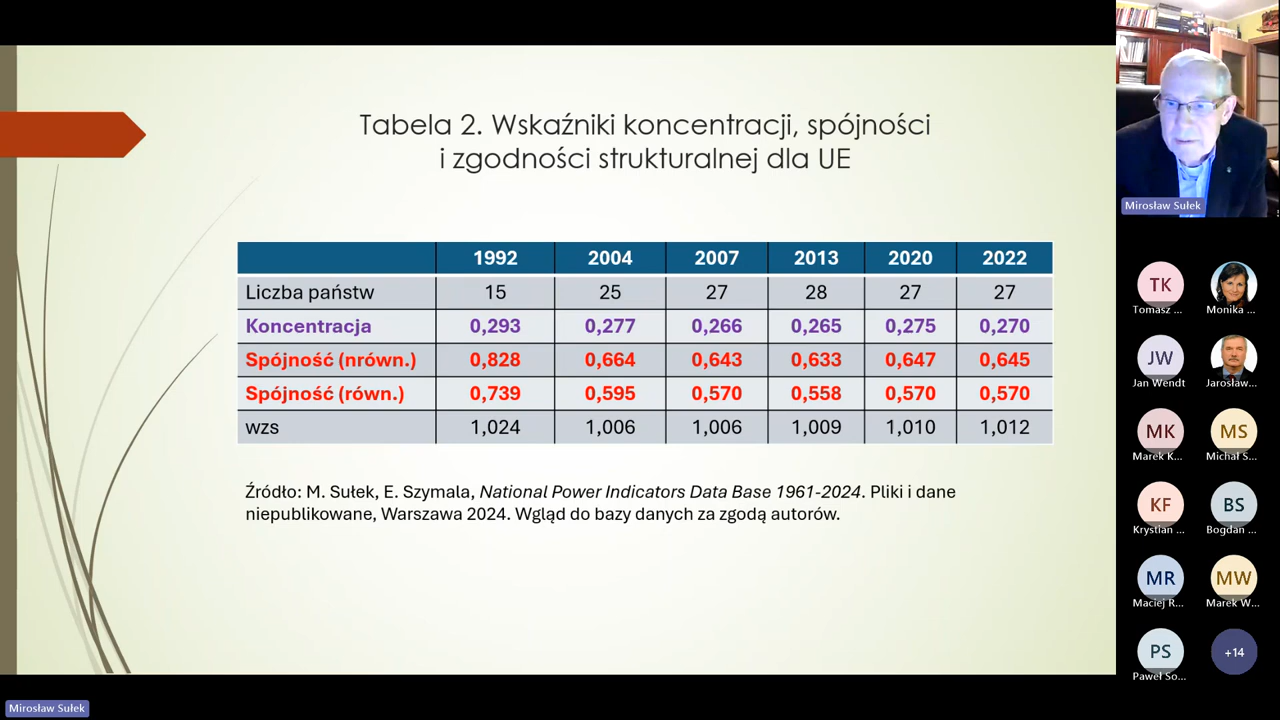 Tabela 2. Wskaźniki koncentracji, spójności
i zgodności strukturalnej dla UE
1992 2004 2007 2013 2020 2022
Liczba państw 15 25 27 28 27 27
Koncentracja 0,293 0,277 0,266 0,265 0,275 0,270
Spójność (nrówn.) 0,828 0,664 0,643 0,633 0,647 0,645
Spójność (równ.) 0,739 0,595 0,570 0,558 0,570 0,570
wzs 1,024 1,006 1,006 1,009 1,010 1,012
Źródło: M. Sułek, E. Szymala, National Power Indicators Data Base 1961-2024. Pliki i dane
niepublikowane, Warszawa 2024. Wgląd do bazy danych za zgodą autorów.
Mirosław Sułek
TK
Tomasz ...
Monika ...
JW
Jan Wendt
Jarosław...
MK
Marek K...
MS
Michał S...
KF
Krystian ...
BS
Bogdan ...
MR
Maciej R...
MW
Marek W...
PS
Paweł So...
+14
Mirosław Sułek